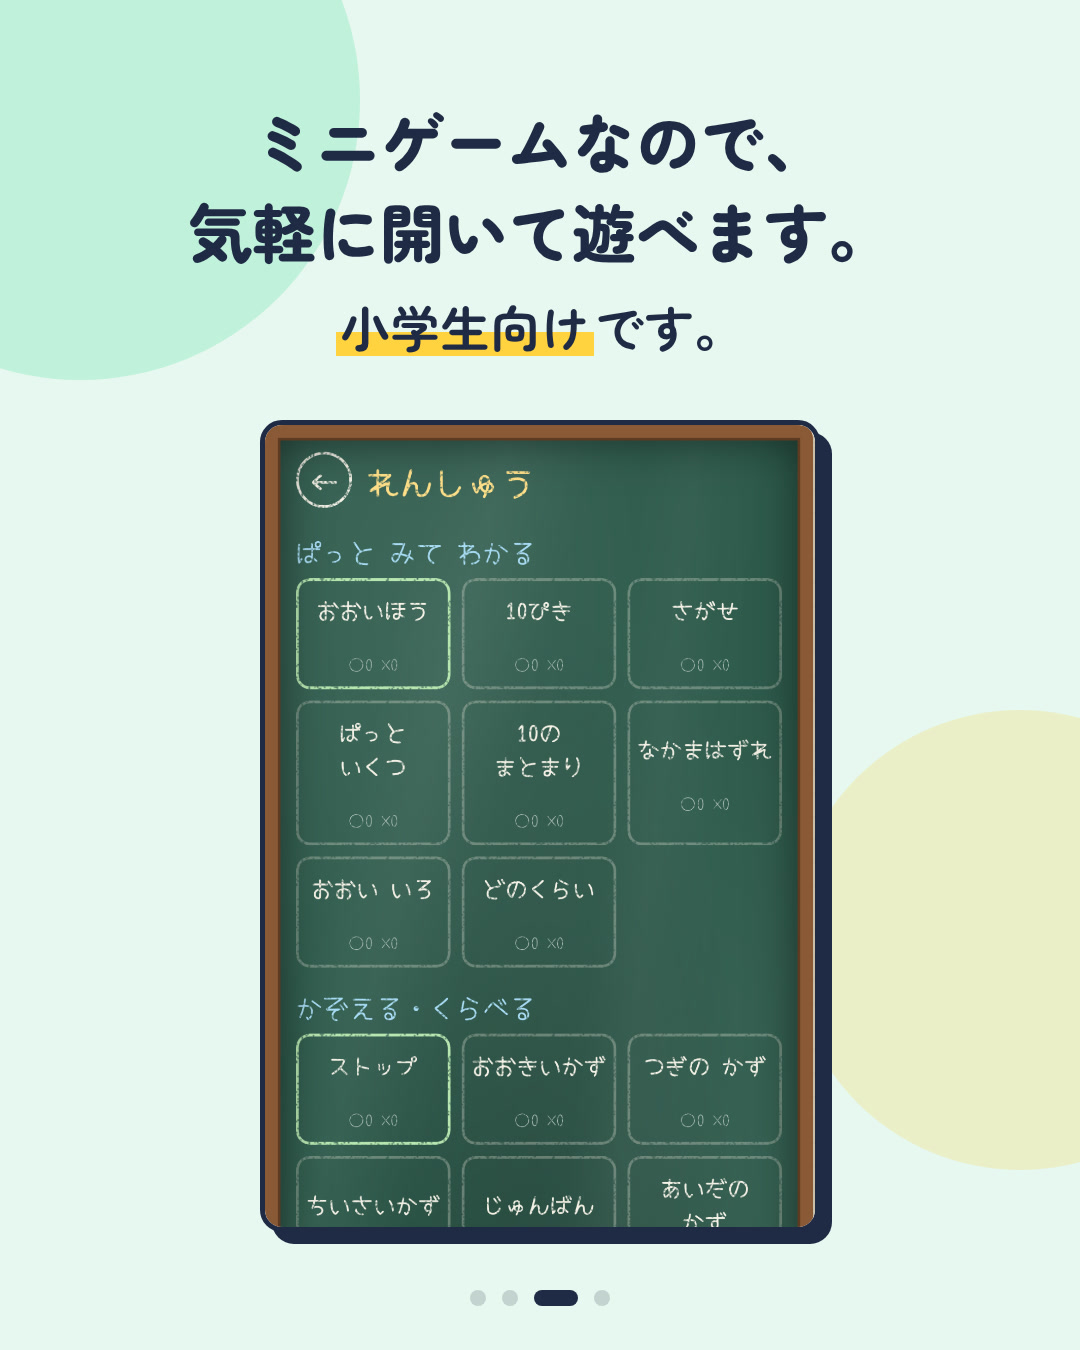 ミニゲームなので、
気軽に開いて遊べます。
小学生向けです。
← れんしゅう
ぱっと みて わかる
おおいほう
○0 ×0
10ぴき
○0 ×0
さがせ
○0 ×0
ぱっと
いくつ
○0 ×0
10の
まとまり
○0 ×0
なかまはずれ
○0 ×0
おおい いろ
○0 ×0
どのくらい
○0 ×0
かぞえる・くらべる
ストップ
○0 ×0
おおきいかず
○0 ×0
つぎの かず
○0 ×0
ちいさいかず
じゅんばん
あいだの
かず